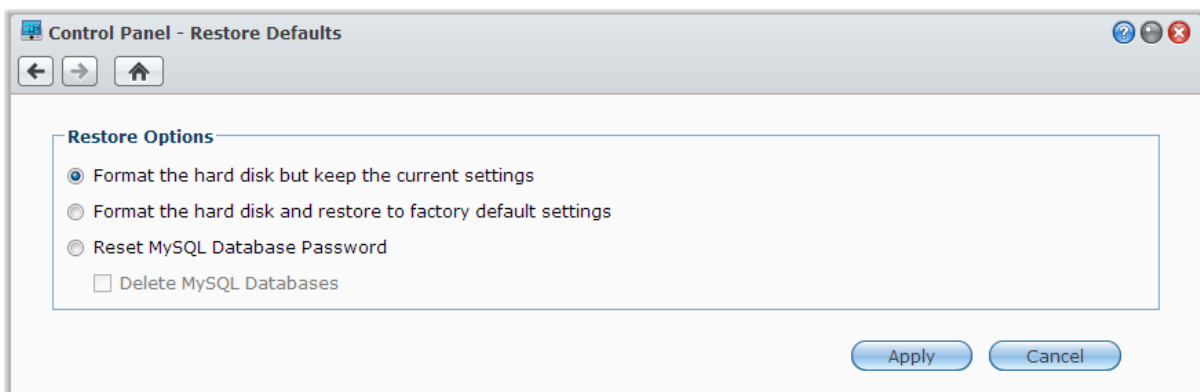 Control Panel - Restore Defaults
Restore Options
Format the hard disk but keep the current settings
Format the hard disk and restore to factory default settings
Reset MySQL Database Password
Delete MySQL Databases
Apply Cancel